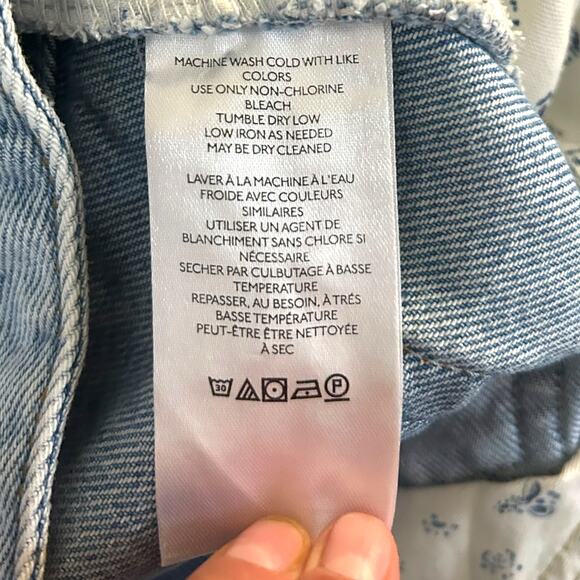 MACHINE WASH COLD WITH LIKE
COLORS
USE ONLY NON-CHLORINE
BLEACH
TUMBLE DRY LOW
LOW IRON AS NEEDED
MAY BE DRY CLEANED
LAVER À LA MACHINE À L'EAU
FROIDE AVEC COULEURS
SIMILAIRES
UTILISER UN AGENT DE
BLANCHIMENT SANS CHLORE SI
NÉCESSAIRE
SECHER PAR CULBUTAGE À BASSE
TEMPERATURE
REPASSER, AU BESOIN, À TRÉS
BASSE TEMPÉRATURE
PEUT-ÊTRE ÊTRE NETTOYÉE
À SEC
30 P